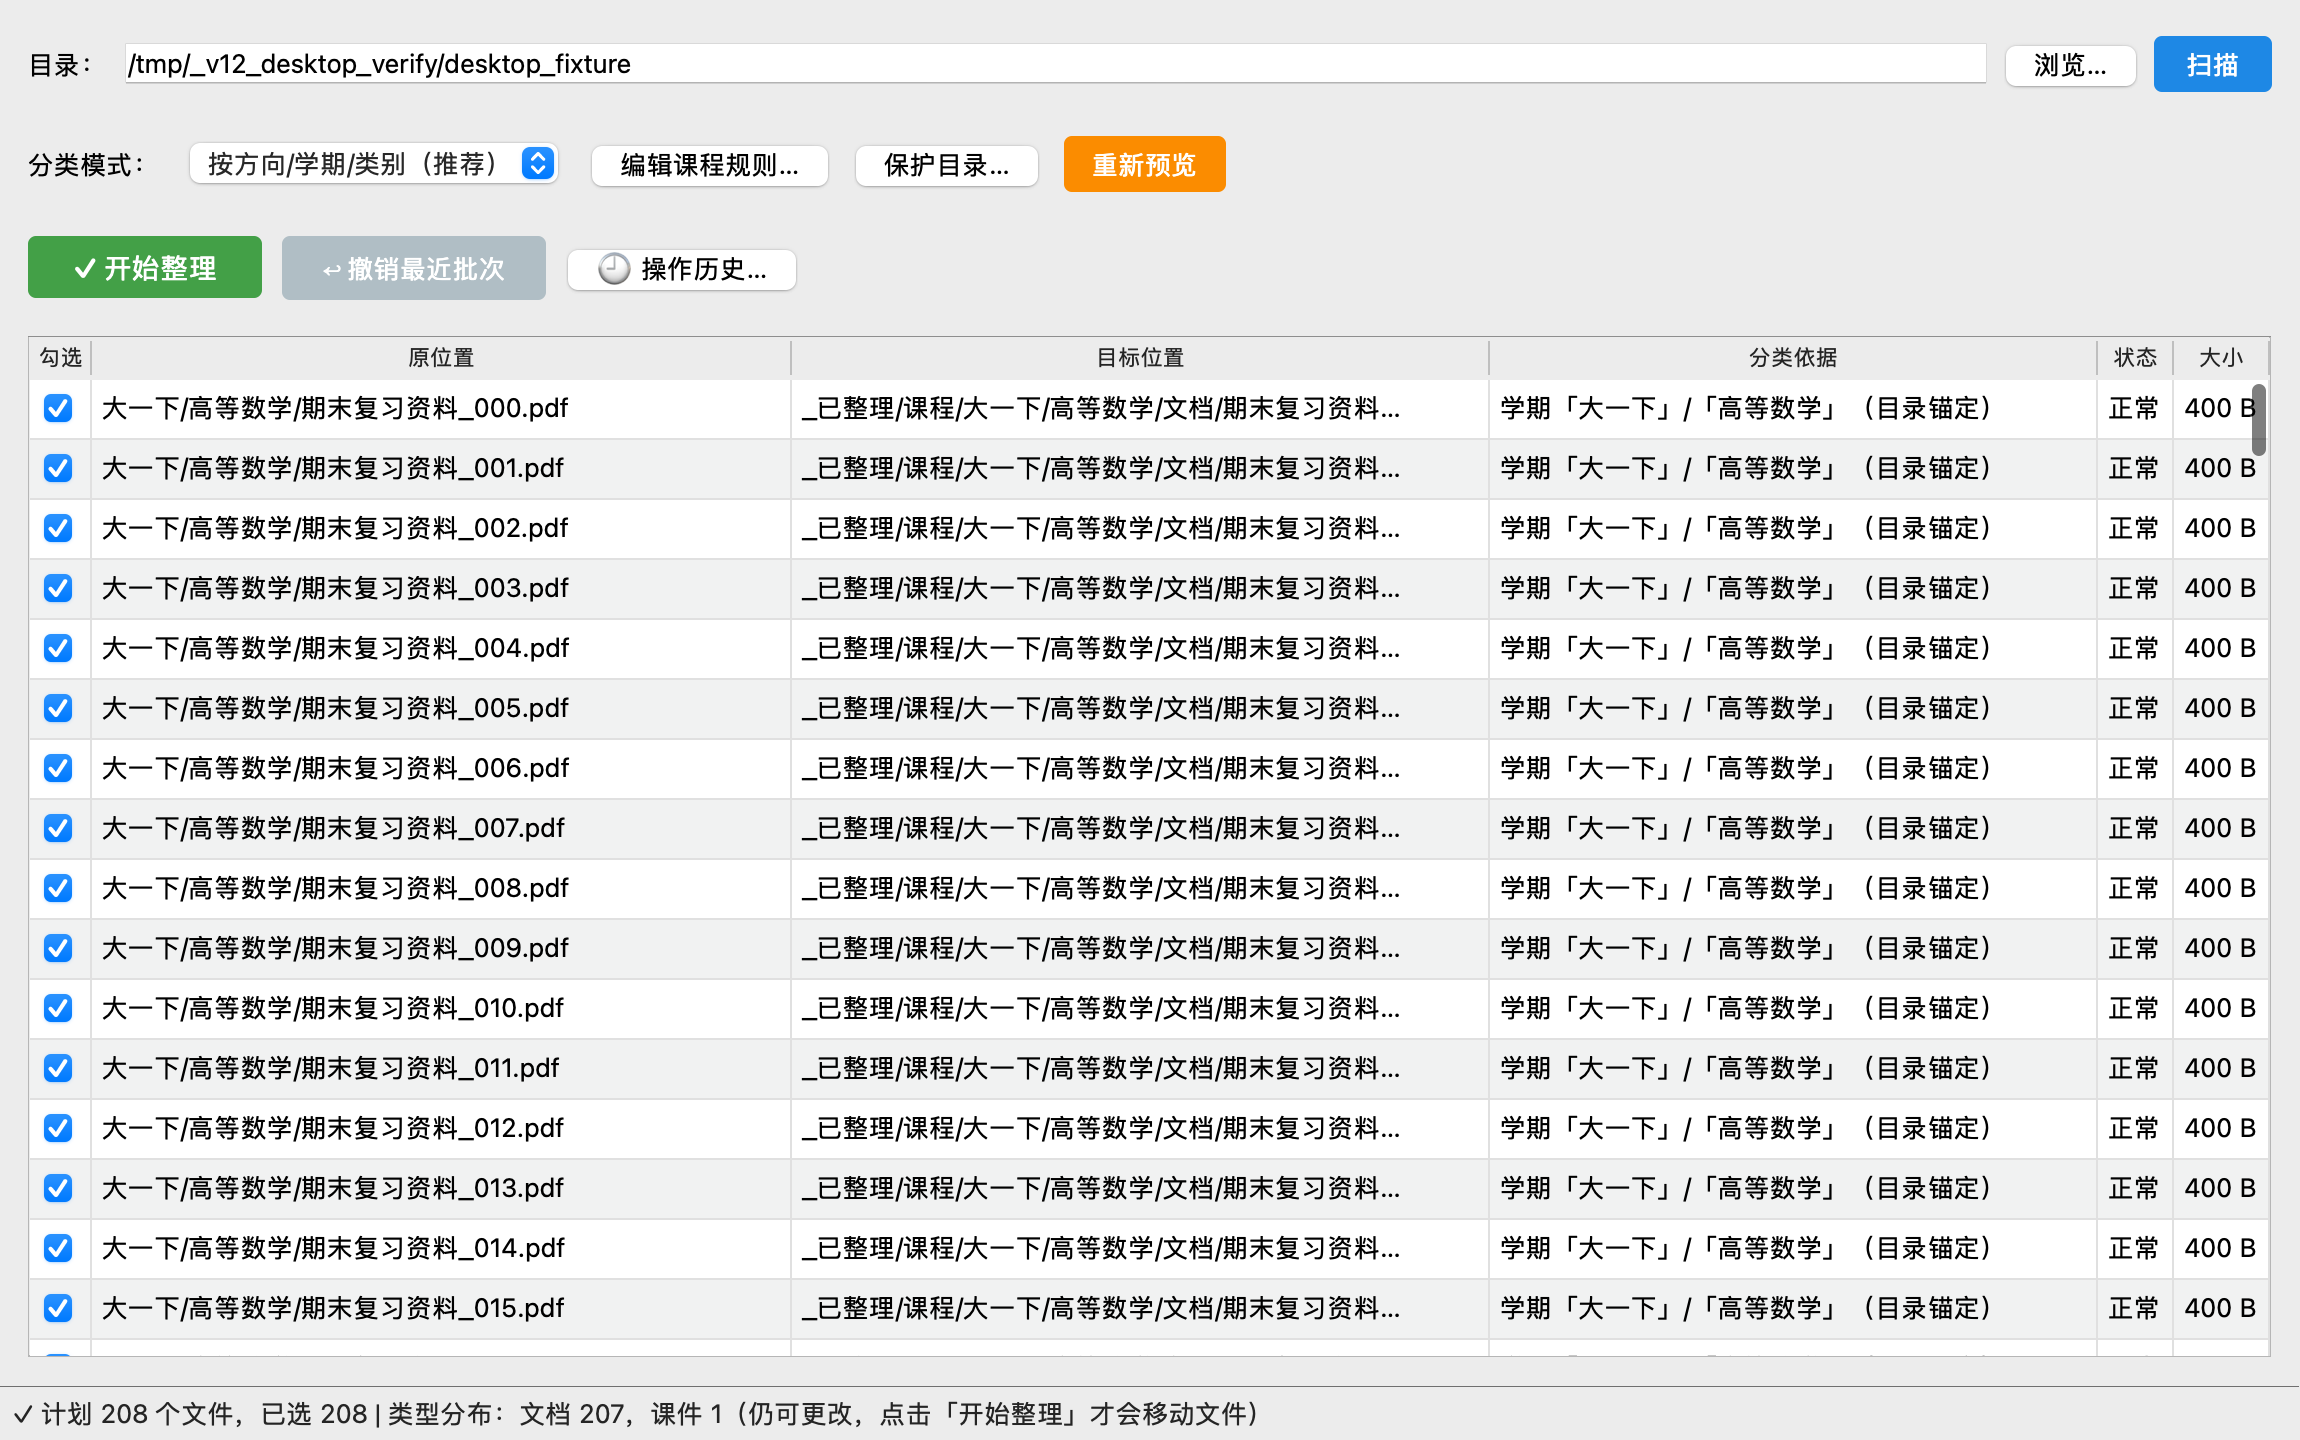 目录： /tmp/_v12_desktop_verify/desktop_fixture 浏览... 扫描
分类模式： 按方向/学期/类别（推荐） 编辑课程规则... 保护目录... 重新预览
✓ 开始整理 ↩ 撤销最近批次 操作历史...
勾选 原位置 目标位置 分类依据 状态 大小
大一下/高等数学/期末复习资料_000.pdf _已整理/课程/大一下/高等数学/文档/期末复习资料... 学期「大一下」/「高等数学」（目录锚定） 正常 400 B
大一下/高等数学/期末复习资料_001.pdf _已整理/课程/大一下/高等数学/文档/期末复习资料... 学期「大一下」/「高等数学」（目录锚定） 正常 400 B
大一下/高等数学/期末复习资料_002.pdf _已整理/课程/大一下/高等数学/文档/期末复习资料... 学期「大一下」/「高等数学」（目录锚定） 正常 400 B
大一下/高等数学/期末复习资料_003.pdf _已整理/课程/大一下/高等数学/文档/期末复习资料... 学期「大一下」/「高等数学」（目录锚定） 正常 400 B
大一下/高等数学/期末复习资料_004.pdf _已整理/课程/大一下/高等数学/文档/期末复习资料... 学期「大一下」/「高等数学」（目录锚定） 正常 400 B
大一下/高等数学/期末复习资料_005.pdf _已整理/课程/大一下/高等数学/文档/期末复习资料... 学期「大一下」/「高等数学」（目录锚定） 正常 400 B
大一下/高等数学/期末复习资料_006.pdf _已整理/课程/大一下/高等数学/文档/期末复习资料... 学期「大一下」/「高等数学」（目录锚定） 正常 400 B
大一下/高等数学/期末复习资料_007.pdf _已整理/课程/大一下/高等数学/文档/期末复习资料... 学期「大一下」/「高等数学」（目录锚定） 正常 400 B
大一下/高等数学/期末复习资料_008.pdf _已整理/课程/大一下/高等数学/文档/期末复习资料... 学期「大一下」/「高等数学」（目录锚定） 正常 400 B
大一下/高等数学/期末复习资料_009.pdf _已整理/课程/大一下/高等数学/文档/期末复习资料... 学期「大一下」/「高等数学」（目录锚定） 正常 400 B
大一下/高等数学/期末复习资料_010.pdf _已整理/课程/大一下/高等数学/文档/期末复习资料... 学期「大一下」/「高等数学」（目录锚定） 正常 400 B
大一下/高等数学/期末复习资料_011.pdf _已整理/课程/大一下/高等数学/文档/期末复习资料... 学期「大一下」/「高等数学」（目录锚定） 正常 400 B
大一下/高等数学/期末复习资料_012.pdf _已整理/课程/大一下/高等数学/文档/期末复习资料... 学期「大一下」/「高等数学」（目录锚定） 正常 400 B
大一下/高等数学/期末复习资料_013.pdf _已整理/课程/大一下/高等数学/文档/期末复习资料... 学期「大一下」/「高等数学」（目录锚定） 正常 400 B
大一下/高等数学/期末复习资料_014.pdf _已整理/课程/大一下/高等数学/文档/期末复习资料... 学期「大一下」/「高等数学」（目录锚定） 正常 400 B
大一下/高等数学/期末复习资料_015.pdf _已整理/课程/大一下/高等数学/文档/期末复习资料... 学期「大一下」/「高等数学」（目录锚定） 正常 400 B
✓ 计划 208 个文件，已选 208 | 类型分布：文档 207，课件 1（仍可更改，点击「开始整理」才会移动文件）